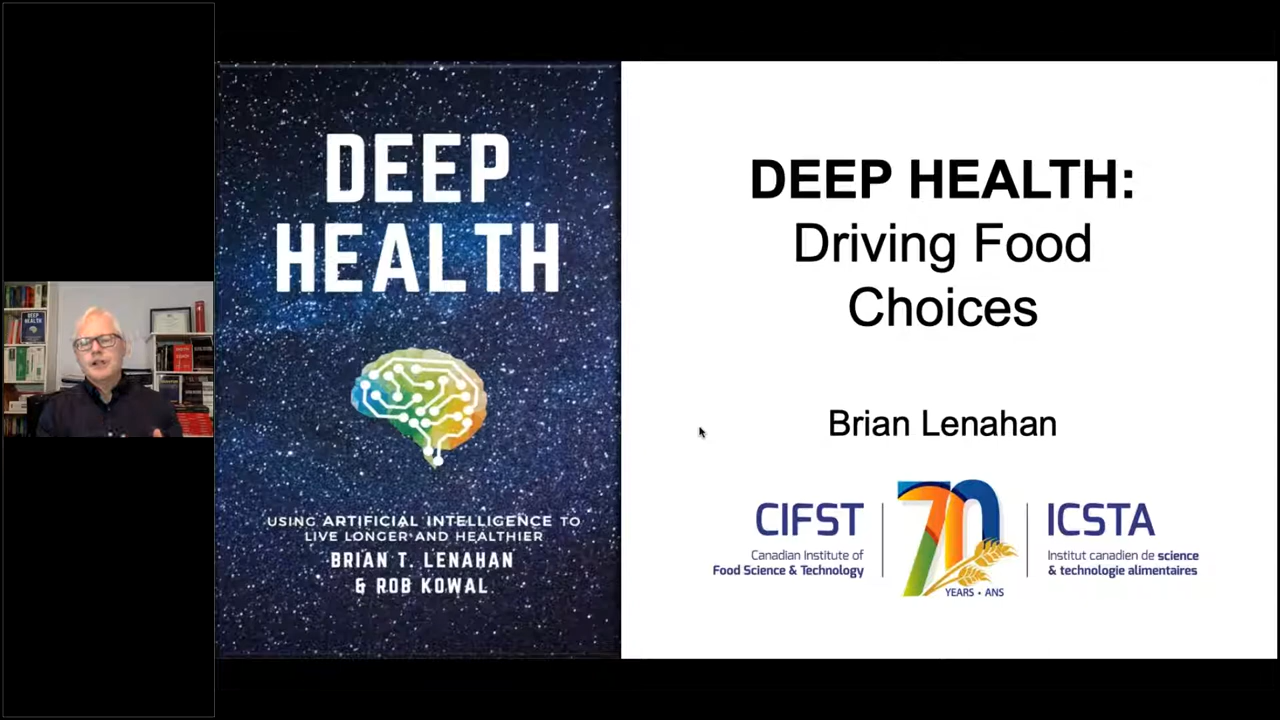 DEEP
HEALTH
USING ARTIFICIAL INTELLIGENCE TO
LIVE LONGER AND HEALTHIER
BRIAN T. LENAHAN
& ROB KOWAL
DEEP HEALTH:
Driving Food
Choices
Brian Lenahan
CIFST
Canadian Institute of
Food Science & Technology
70
YEARS • ANS
ICSTA
Institut canadien de science
& technologie alimentaires
DEEP
HEALTH